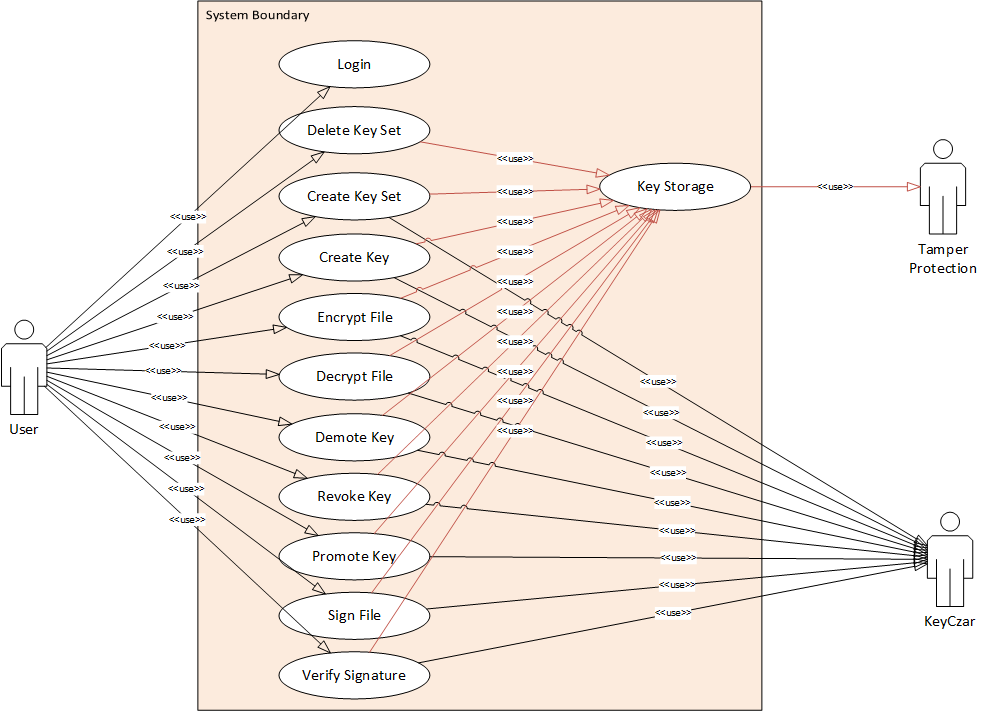 System Boundary
Login
Delete Key Set
<<use>>
Key Storage
<<use>>
Create Key Set
<<use>>
<<use>>
<<use>>
Tamper
Protection
<<use>>
Create Key
<<use>>
<<use>>
<<use>>
Encrypt File
<<use>>
<<use>>
<<use>>
<<use>>
Decrypt File
<<use>>
<<use>>
<<use>>
<<use>>
<<use>>
<<use>>
User
<<use>>
Demote Key
<<use>>
<<use>>
<<use>>
<<use>>
<<use>>
Revoke Key
<<use>>
<<use>>
<<use>>
Promote Key
<<use>>
<<use>>
Sign File
<<use>>
KeyCzar
Verify Signature